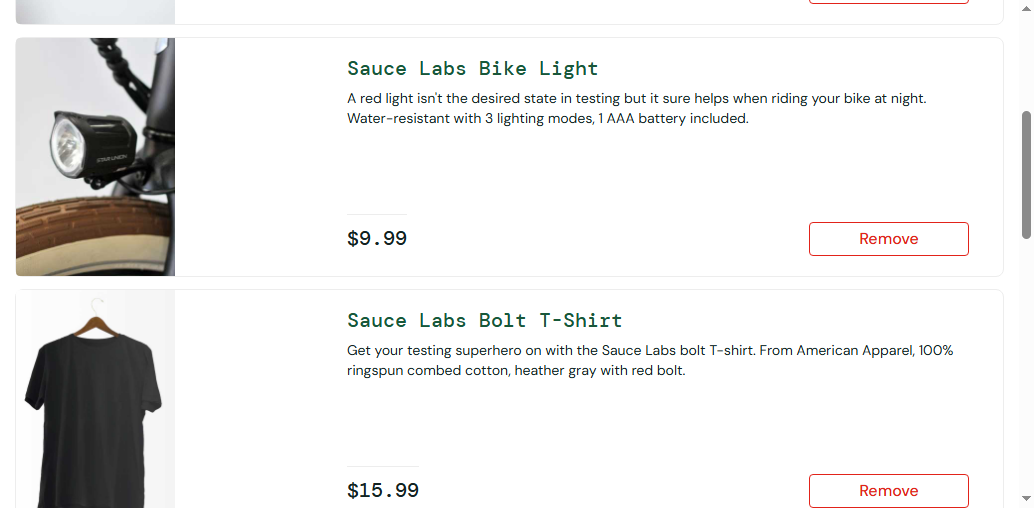 Sauce Labs Bike Light
A red light isn't the desired state in testing but it sure helps when riding your bike at night.
Water-resistant with 3 lighting modes, 1 AAA battery included.
$9.99
Remove
Sauce Labs Bolt T-Shirt
Get your testing superhero on with the Sauce Labs bolt T-shirt. From American Apparel, 100%
ringspun combed cotton, heather gray with red bolt.
$15.99
Remove